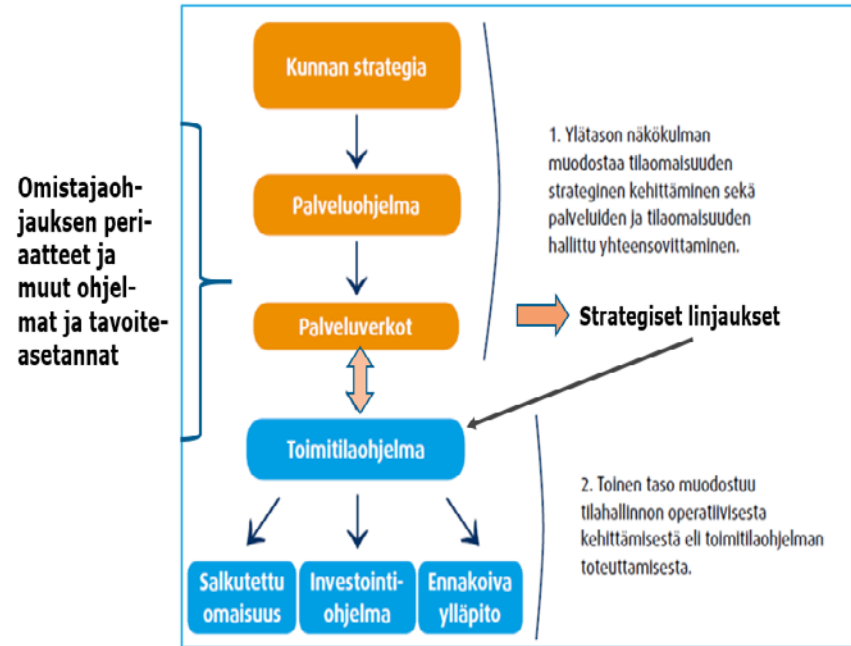 Kunnan strategia
Palveluohjelma
Palveluverkot
Omistajaoh-
jauksen peri-
aatteet ja
muut ohjel-
mat ja tavoite-
asetannat
1. Ylätason näkökulman
muodostaa tilaomaisuuden
strateginen kehittäminen sekä
palveluiden ja tilaomaisuuden
hallittu yhteensovittaminen.
Strategiset linjaukset
Toimitilaohjelma
Salkutettu
omaisuus
Investointi-
ohjelma
Ennakoiva
ylläpito
2. Toinen taso muodostuu
tilahallinnon operatiivisesta
kehittämisestä eli toimitilaohjelman
toteuttamisesta.